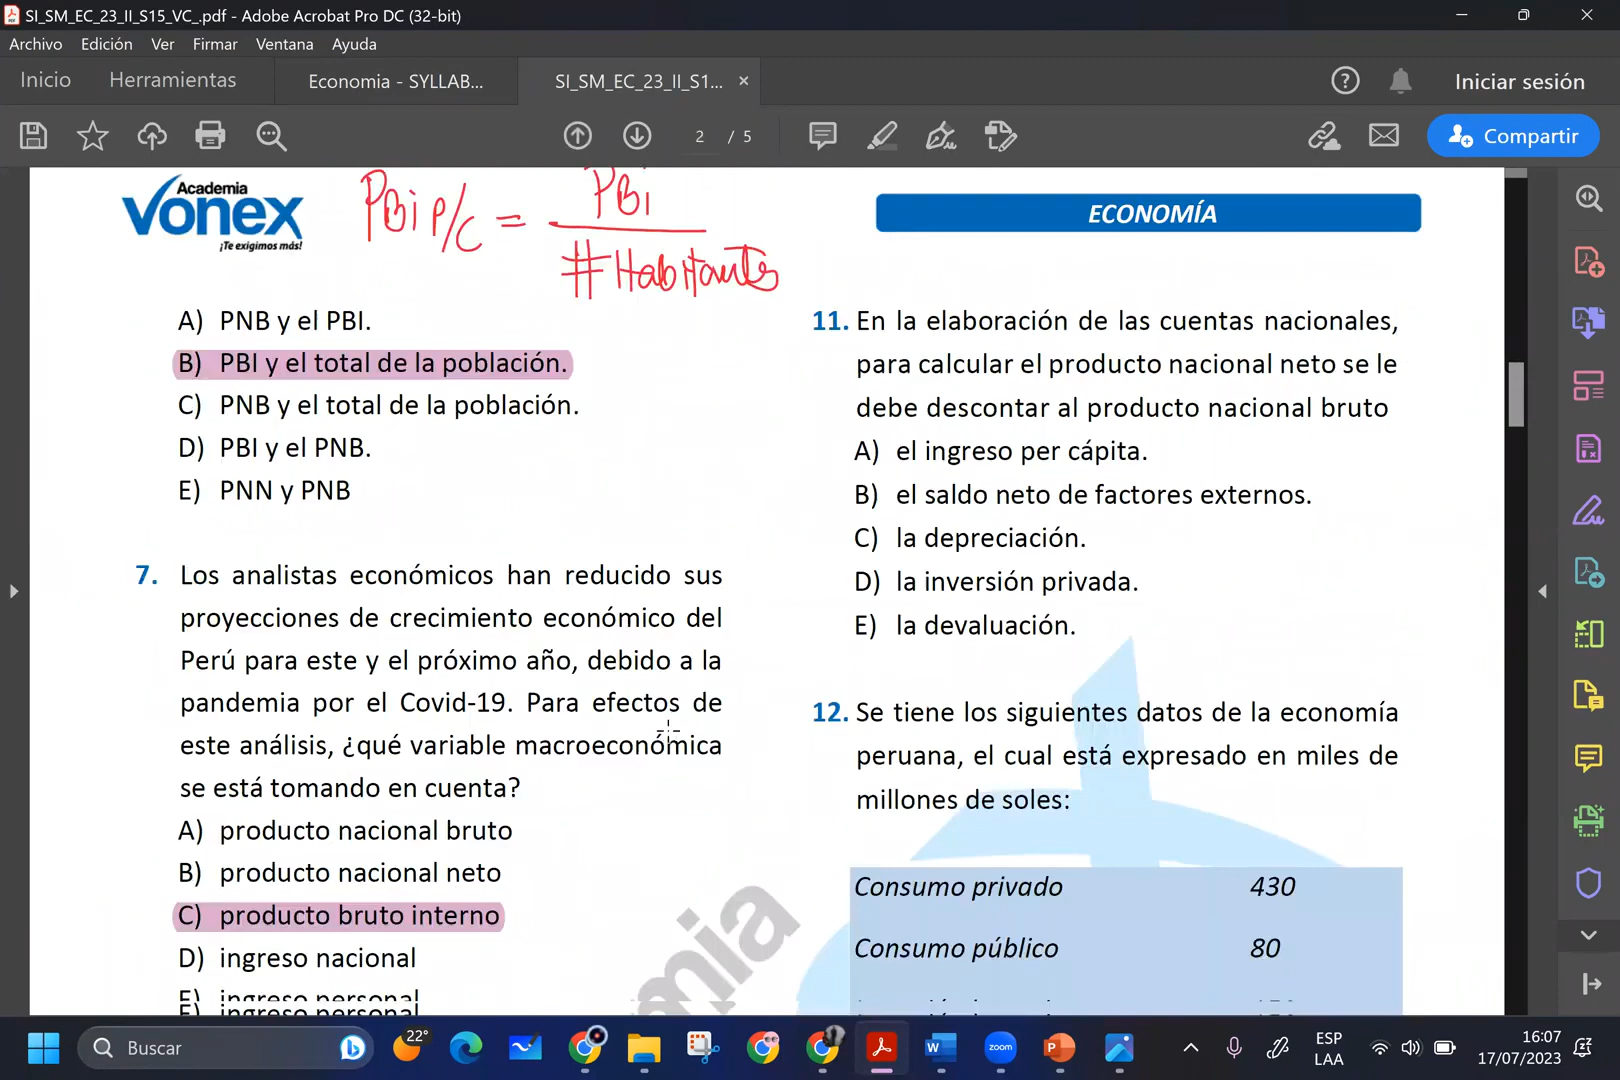 SI_SM_EC_23_II_S15_VC_.pdf - Adobe Acrobat Pro DC (32-bit)
Archivo Edición Ver Firmar Ventana Ayuda
Inicio Herramientas Economia - SYLLAB... SI_SM_EC_23_II_S1... Iniciar sesión
2 / 5 Compartir
Academia
vonex
¡Te exigimos más!
PBi P/C = PBi
# Habitantes
ECONOMÍA
A) PNB y el PBI.
B) PBI y el total de la población.
C) PNB y el total de la población.
D) PBI y el PNB.
E) PNN y PNB
7. Los analistas económicos han reducido sus
proyecciones de crecimiento económico del
Perú para este y el próximo año, debido a la
pandemia por el Covid-19. Para efectos de
este análisis, ¿qué variable macroeconómica
se está tomando en cuenta?
A) producto nacional bruto
B) producto nacional neto
C) producto bruto interno
D) ingreso nacional
E) ingreso personal
11. En la elaboración de las cuentas nacionales,
para calcular el producto nacional neto se le
debe descontar al producto nacional bruto
A) el ingreso per cápita.
B) el saldo neto de factores externos.
C) la depreciación.
D) la inversión privada.
E) la devaluación.
12. Se tiene los siguientes datos de la economía
peruana, el cual está expresado en miles de
millones de soles:
Consumo privado 430
Consumo público 80
Buscar
22°
zoom
ESP
LAA
16:07
17/07/2023